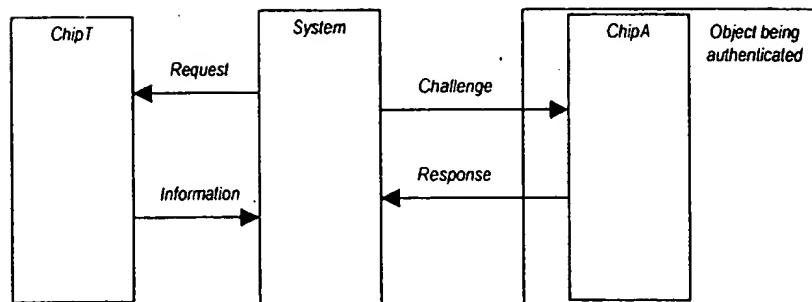 ChipT
System
ChipA
Object being
authenticated
Request
Challenge
Response
Information